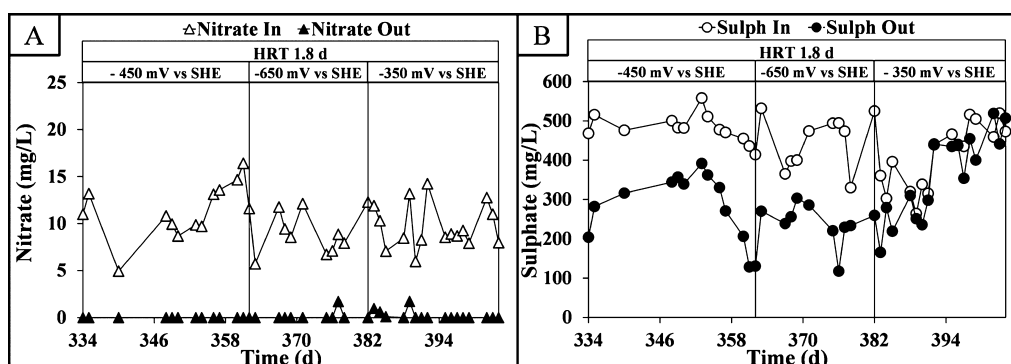 A
Nitrate In Nitrate Out
HRT 1.8 d
- 450 mV vs SHE -650 mV vs SHE -350 mV vs SHE
25
20
15
10
5
0
334 346 358 370 382 394
Nitrate (mg/L)
Time (d)
B
Sulph In Sulph Out
HRT 1.8 d
-450 mV vs SHE -650 mV vs SHE - 350 mV vs SHE
600
500
400
300
200
100
0
334 346 358 370 382 394
Sulphate (mg/L)
Time (d)